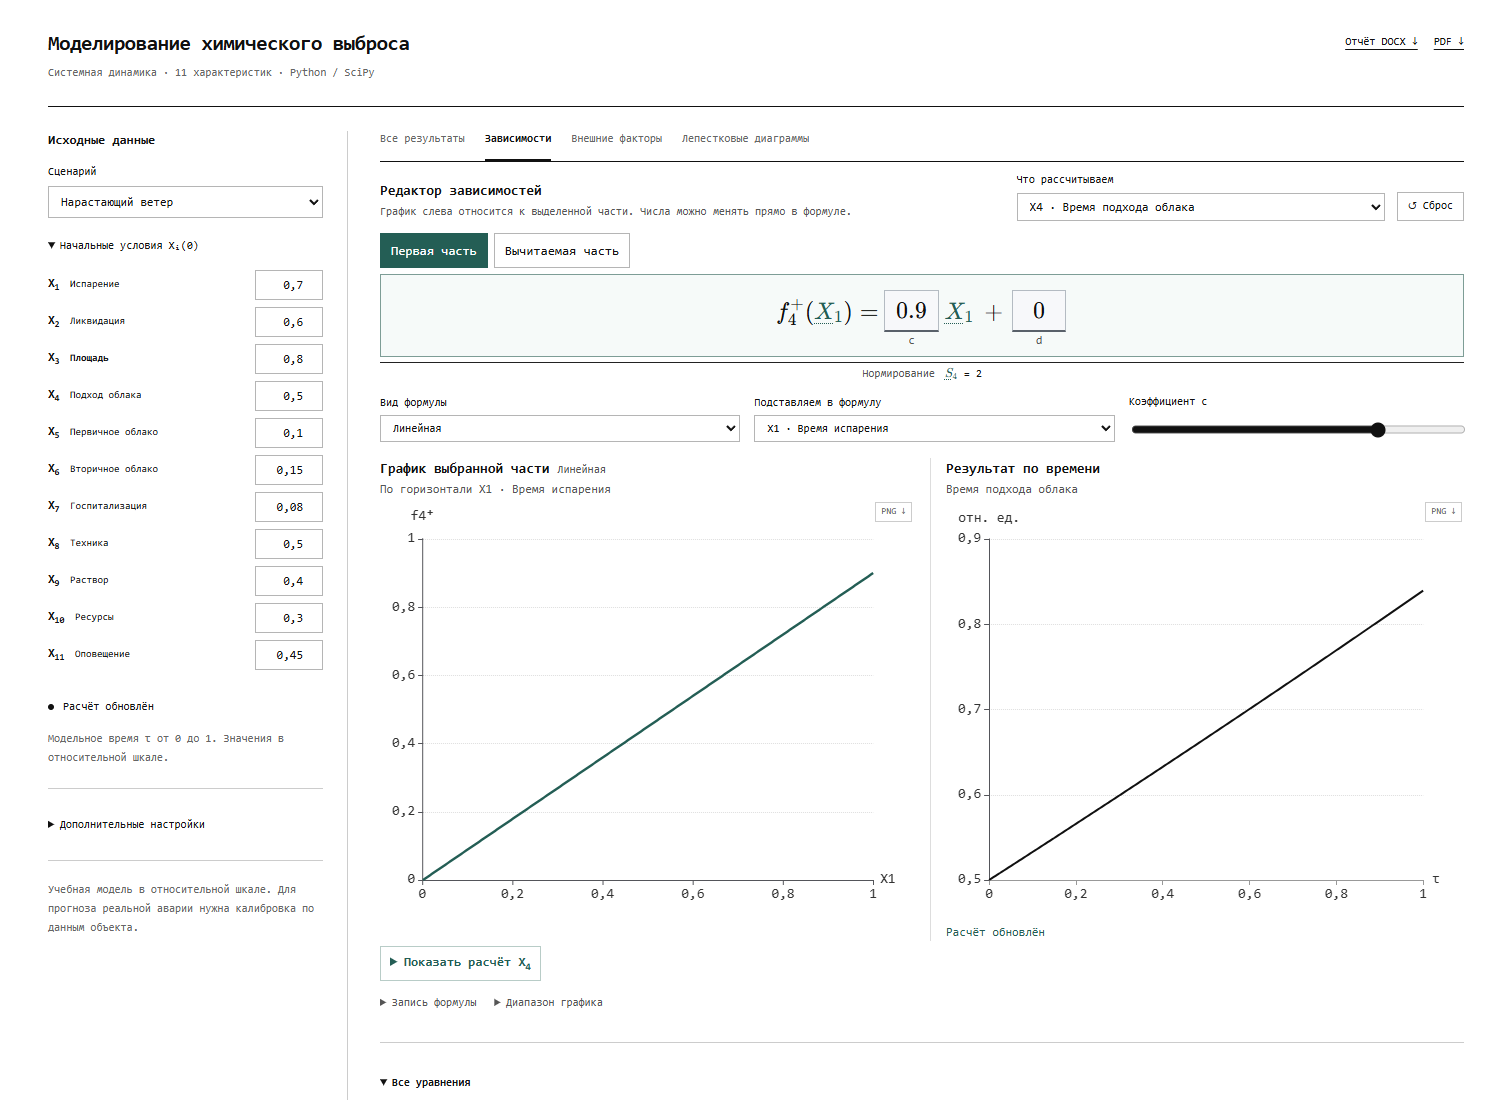 Моделирование химического выброса
Отчёт DOCX ↓ PDF ↓
Системная динамика · 11 характеристик · Python / SciPy
Исходные данные
Сценарий
Нарастающий ветер
▼ Начальные условия Xᵢ(0)
X₁ Испарение 0,7
X₂ Ликвидация 0,6
X₃ Площадь 0,8
X₄ Подход облака 0,5
X₅ Первичное облако 0,1
X₆ Вторичное облако 0,15
X₇ Госпитализация 0,08
X₈ Техника 0,5
X₉ Раствор 0,4
X₁₀ Ресурсы 0,3
X₁₁ Оповещение 0,45
● Расчёт обновлён
Модельное время τ от 0 до 1. Значения в
относительной шкале.
▶ Дополнительные настройки
Учебная модель в относительной шкале. Для
прогноза реальной аварии нужна калибровка по
данным объекта.
Все результаты Зависимости Внешние факторы Лепестковые диаграммы
Редактор зависимостей
График слева относится к выделенной части. Числа можно менять прямо в формуле.
Что рассчитываем
X4 · Время подхода облака
↺ Сброс
Первая часть Вычитаемая часть
f₄⁺(X₁) = 0.9 X₁ + 0
c d
Нормирование S₄ = 2
Вид формулы
Линейная
Подставляем в формулу
X1 · Время испарения
Коэффициент c
График выбранной части Линейная
По горизонтали X1 · Время испарения
PNG ↓
f4⁺
1
0,8
0,6
0,4
0,2
0
0 0,2 0,4 0,6 0,8 1
X1
Результат по времени
Время подхода облака
PNG ↓
отн. ед.
0,9
0,8
0,7
0,6
0,5
0 0,2 0,4 0,6 0,8 1
τ
Расчёт обновлён
▶ Показать расчёт X₄
▶ Запись формулы ▶ Диапазон графика
▼ Все уравнения